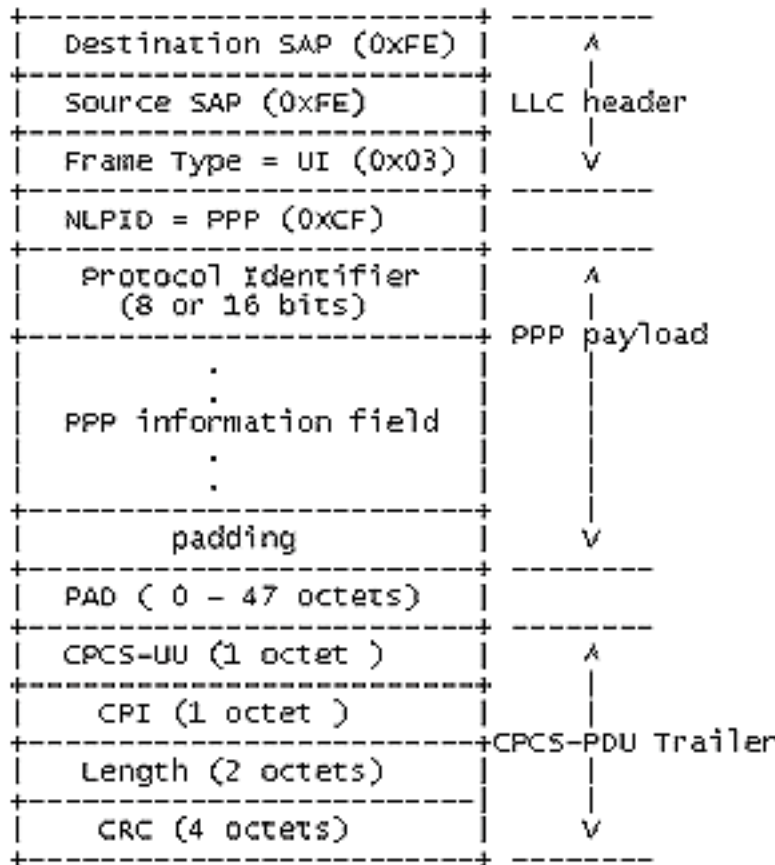 Destination SAP (0xFE)
Source SAP (0xFE)
LLC header
Frame Type = UI (0x03)
NLPID = PPP (0xCF)
Protocol Identifier
(8 or 16 bits)
PPP payload
.
.
PPP information field
.
.
padding
PAD ( 0 - 47 octets)
CPCS-UU (1 octet )
CPI (1 octet )
CPCS-PDU Trailer
Length (2 octets)
CRC (4 octets)